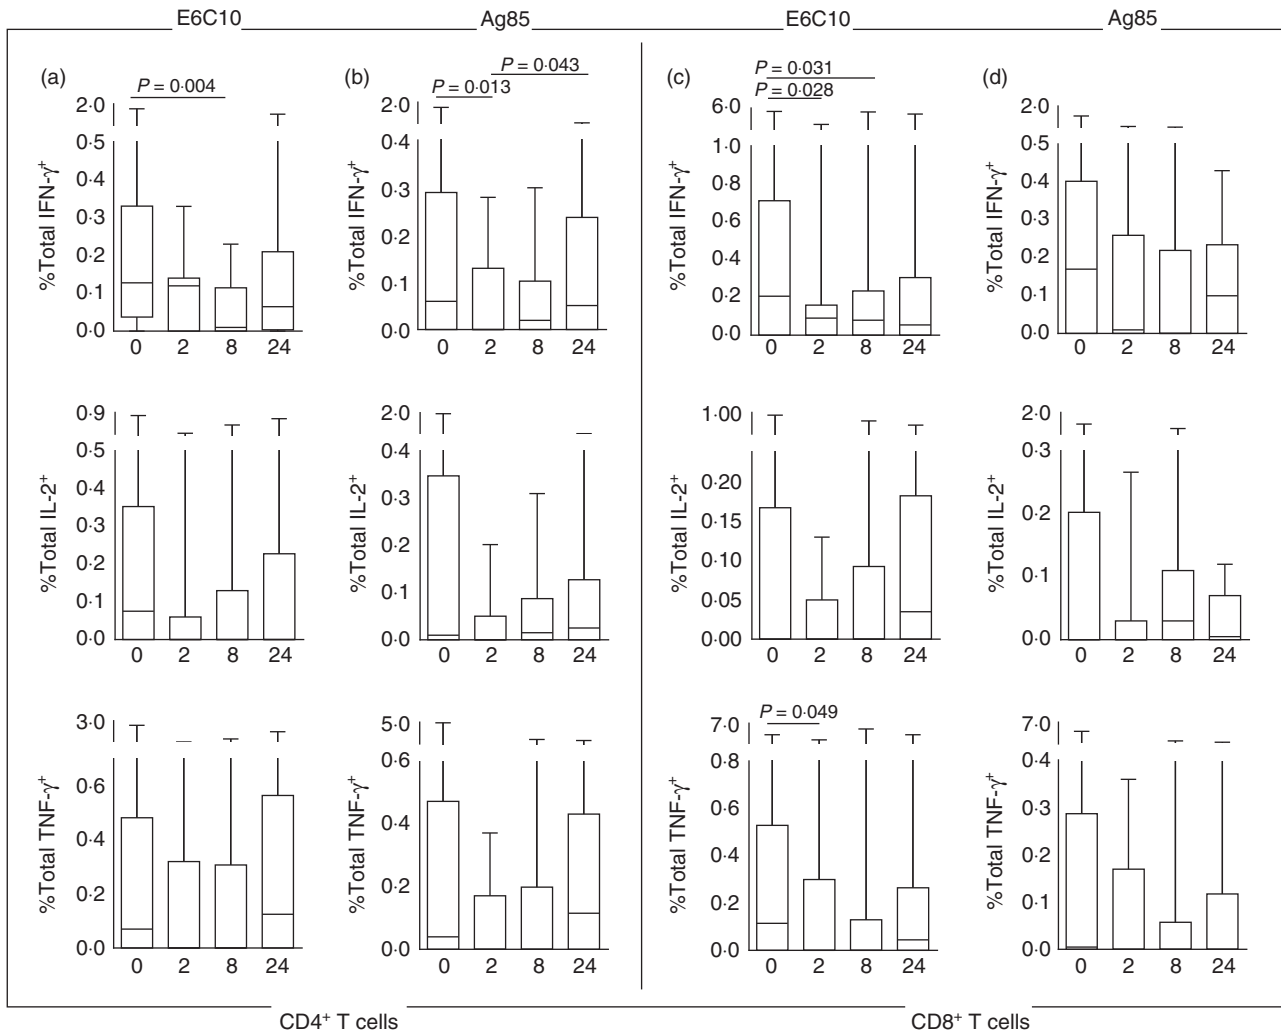 E6C10 Ag85 E6C10 Ag85
(a) (b) (c) (d)
P = 0·004
P = 0·043
P = 0·013
P = 0·031
P = 0·028
%Total IFN-γ+
2·0
0·5
0·4
0·3
0·2
0·1
0·0
0 2 8 24
%Total IFN-γ+
2·0
0·4
0·3
0·2
0·1
0·0
0 2 8 24
%Total IFN-γ+
6·0
1·0
0·8
0·6
0·4
0·2
0·0
0 2 8 24
%Total IFN-γ+
2·0
0·5
0·4
0·3
0·2
0·1
0·0
0 2 8 24
%Total IL-2+
0·9
0·5
0·4
0·3
0·2
0·1
0·0
0 2 8 24
%Total IL-2+
2·0
0·4
0·3
0·2
0·1
0·0
0 2 8 24
%Total IL-2+
1·00
0·20
0·15
0·10
0·05
0·00
0 2 8 24
%Total IL-2+
2·0
0·3
0·2
0·1
0·0
0 2 8 24
%Total TNF-γ+
3·0
0·6
0·4
0·2
0·0
0 2 8 24
%Total TNF-γ+
5·0
0·6
0·4
0·2
0·0
0 2 8 24
P = 0·049
%Total TNF-γ+
7·0
0·8
0·6
0·4
0·2
0·0
0 2 8 24
%Total TNF-γ+
7·0
0·4
0·3
0·2
0·1
0·0
0 2 8 24
CD4+ T cells CD8+ T cells